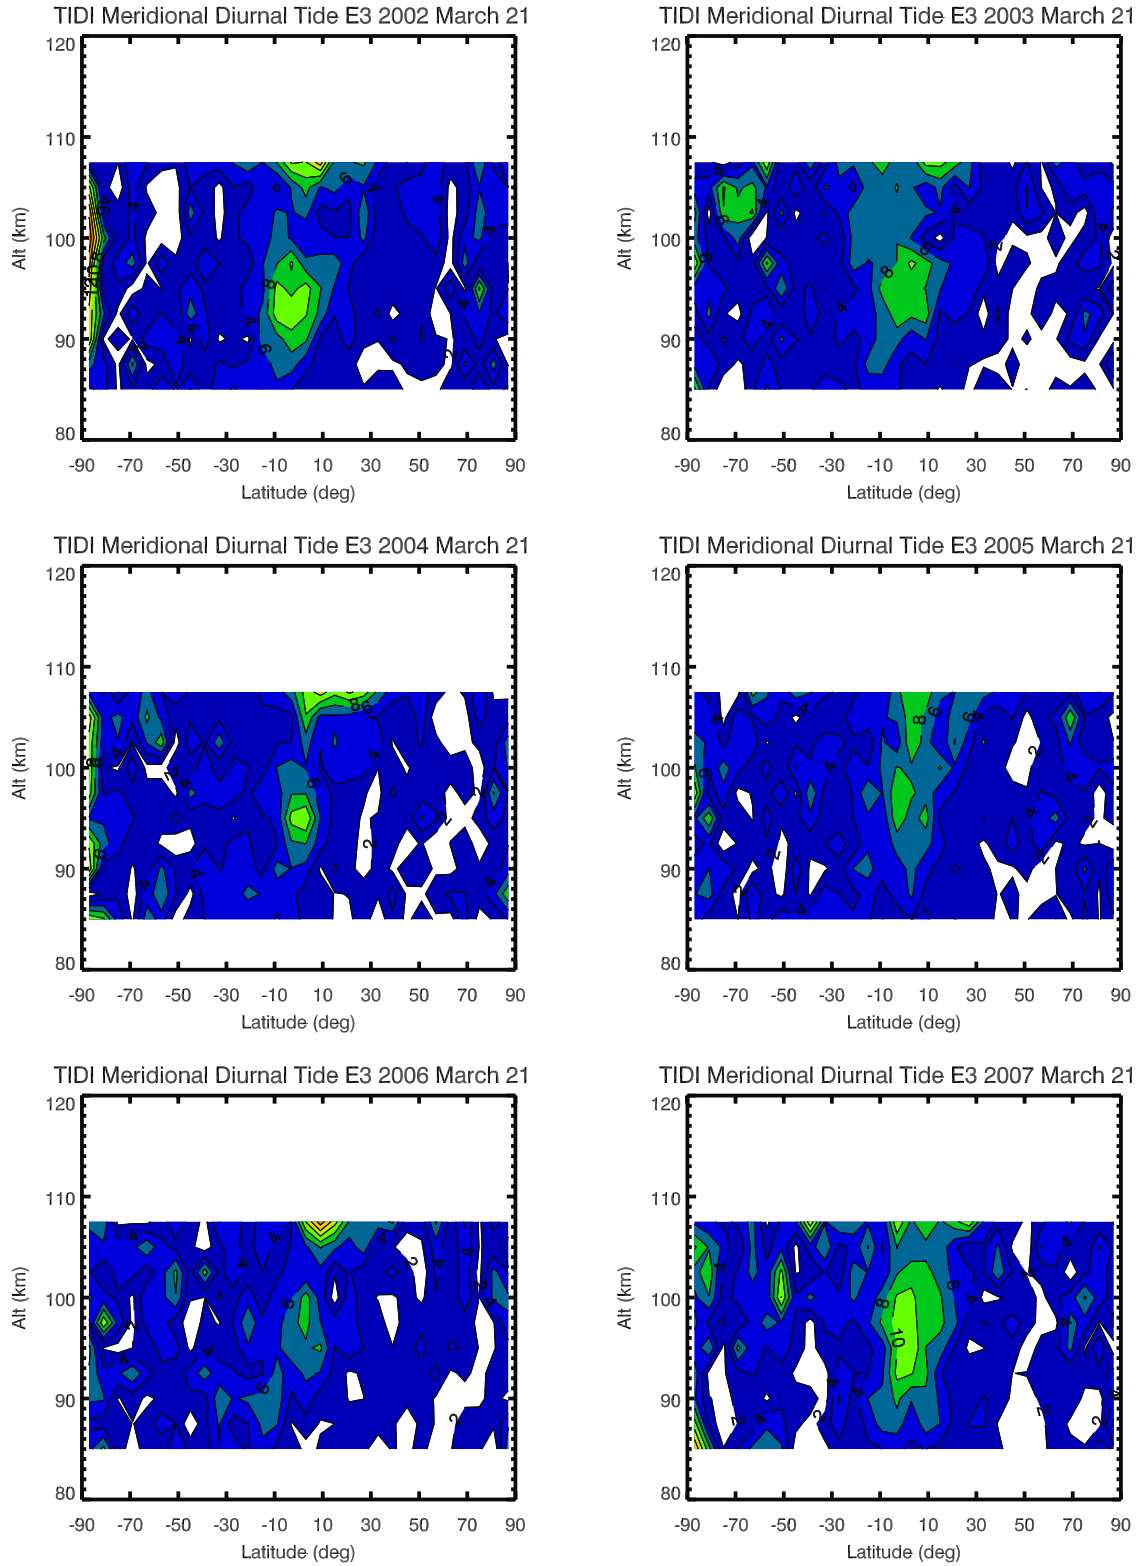 TIDI Meridional Diurnal Tide E3 2002 March 21
120
110
100
90
80
Alt (km)
-90 -70 -50 -30 -10 10 30 50 70 90
Latitude (deg)
TIDI Meridional Diurnal Tide E3 2003 March 21
120
110
100
90
80
Alt (km)
-90 -70 -50 -30 -10 10 30 50 70 90
Latitude (deg)
TIDI Meridional Diurnal Tide E3 2004 March 21
120
110
100
90
80
Alt (km)
-90 -70 -50 -30 -10 10 30 50 70 90
Latitude (deg)
TIDI Meridional Diurnal Tide E3 2005 March 21
120
110
100
90
80
Alt (km)
-90 -70 -50 -30 -10 10 30 50 70 90
Latitude (deg)
TIDI Meridional Diurnal Tide E3 2006 March 21
120
110
100
90
80
Alt (km)
-90 -70 -50 -30 -10 10 30 50 70 90
Latitude (deg)
TIDI Meridional Diurnal Tide E3 2007 March 21
120
110
100
90
80
Alt (km)
8
10
6
-90 -70 -50 -30 -10 10 30 50 70 90
Latitude (deg)